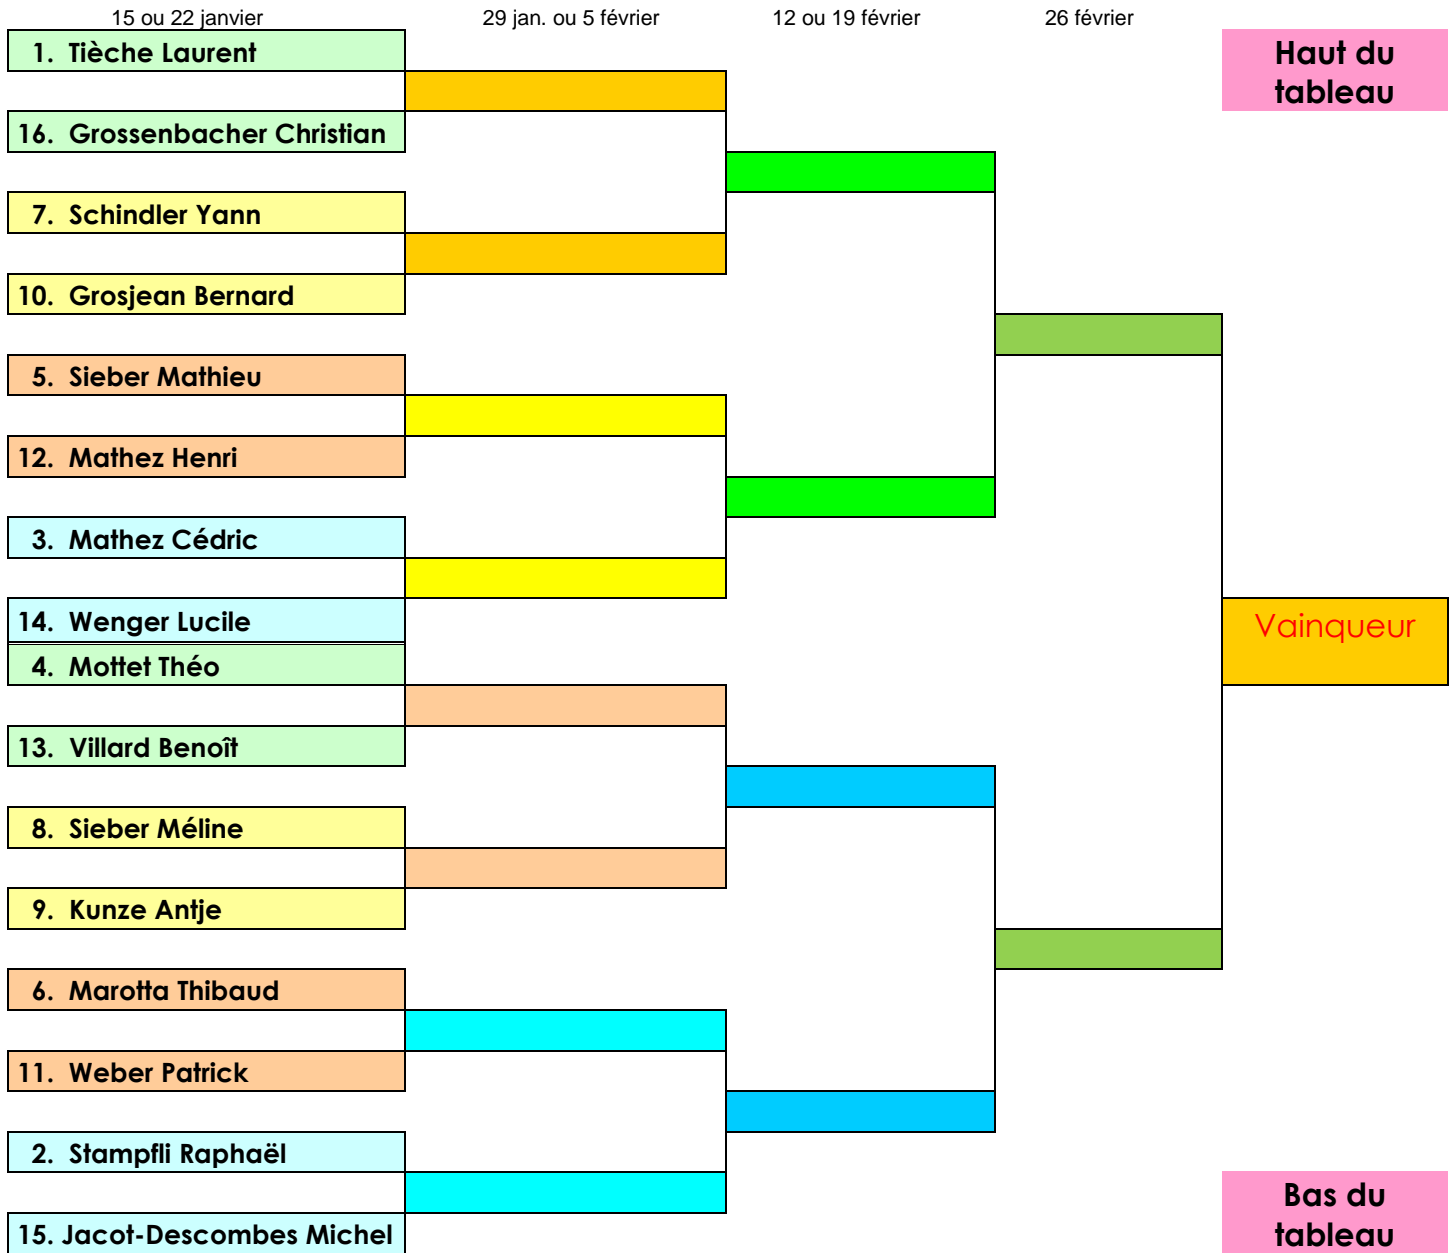 15 ou 22 janvier
29 jan. ou 5 février
12 ou 19 février
26 février
1. Tièche Laurent
Haut du
tableau
16. Grossenbacher Christian
7. Schindler Yann
10. Grosjean Bernard
5. Sieber Mathieu
12. Mathez Henri
3. Mathez Cédric
14. Wenger Lucile
Vainqueur
4. Mottet Théo
13. Villard Benoît
8. Sieber Méline
9. Kunze Antje
6. Marotta Thibaud
11. Weber Patrick
2. Stampfli Raphaël
15. Jacot-Descombes Michel
Bas du
tableau